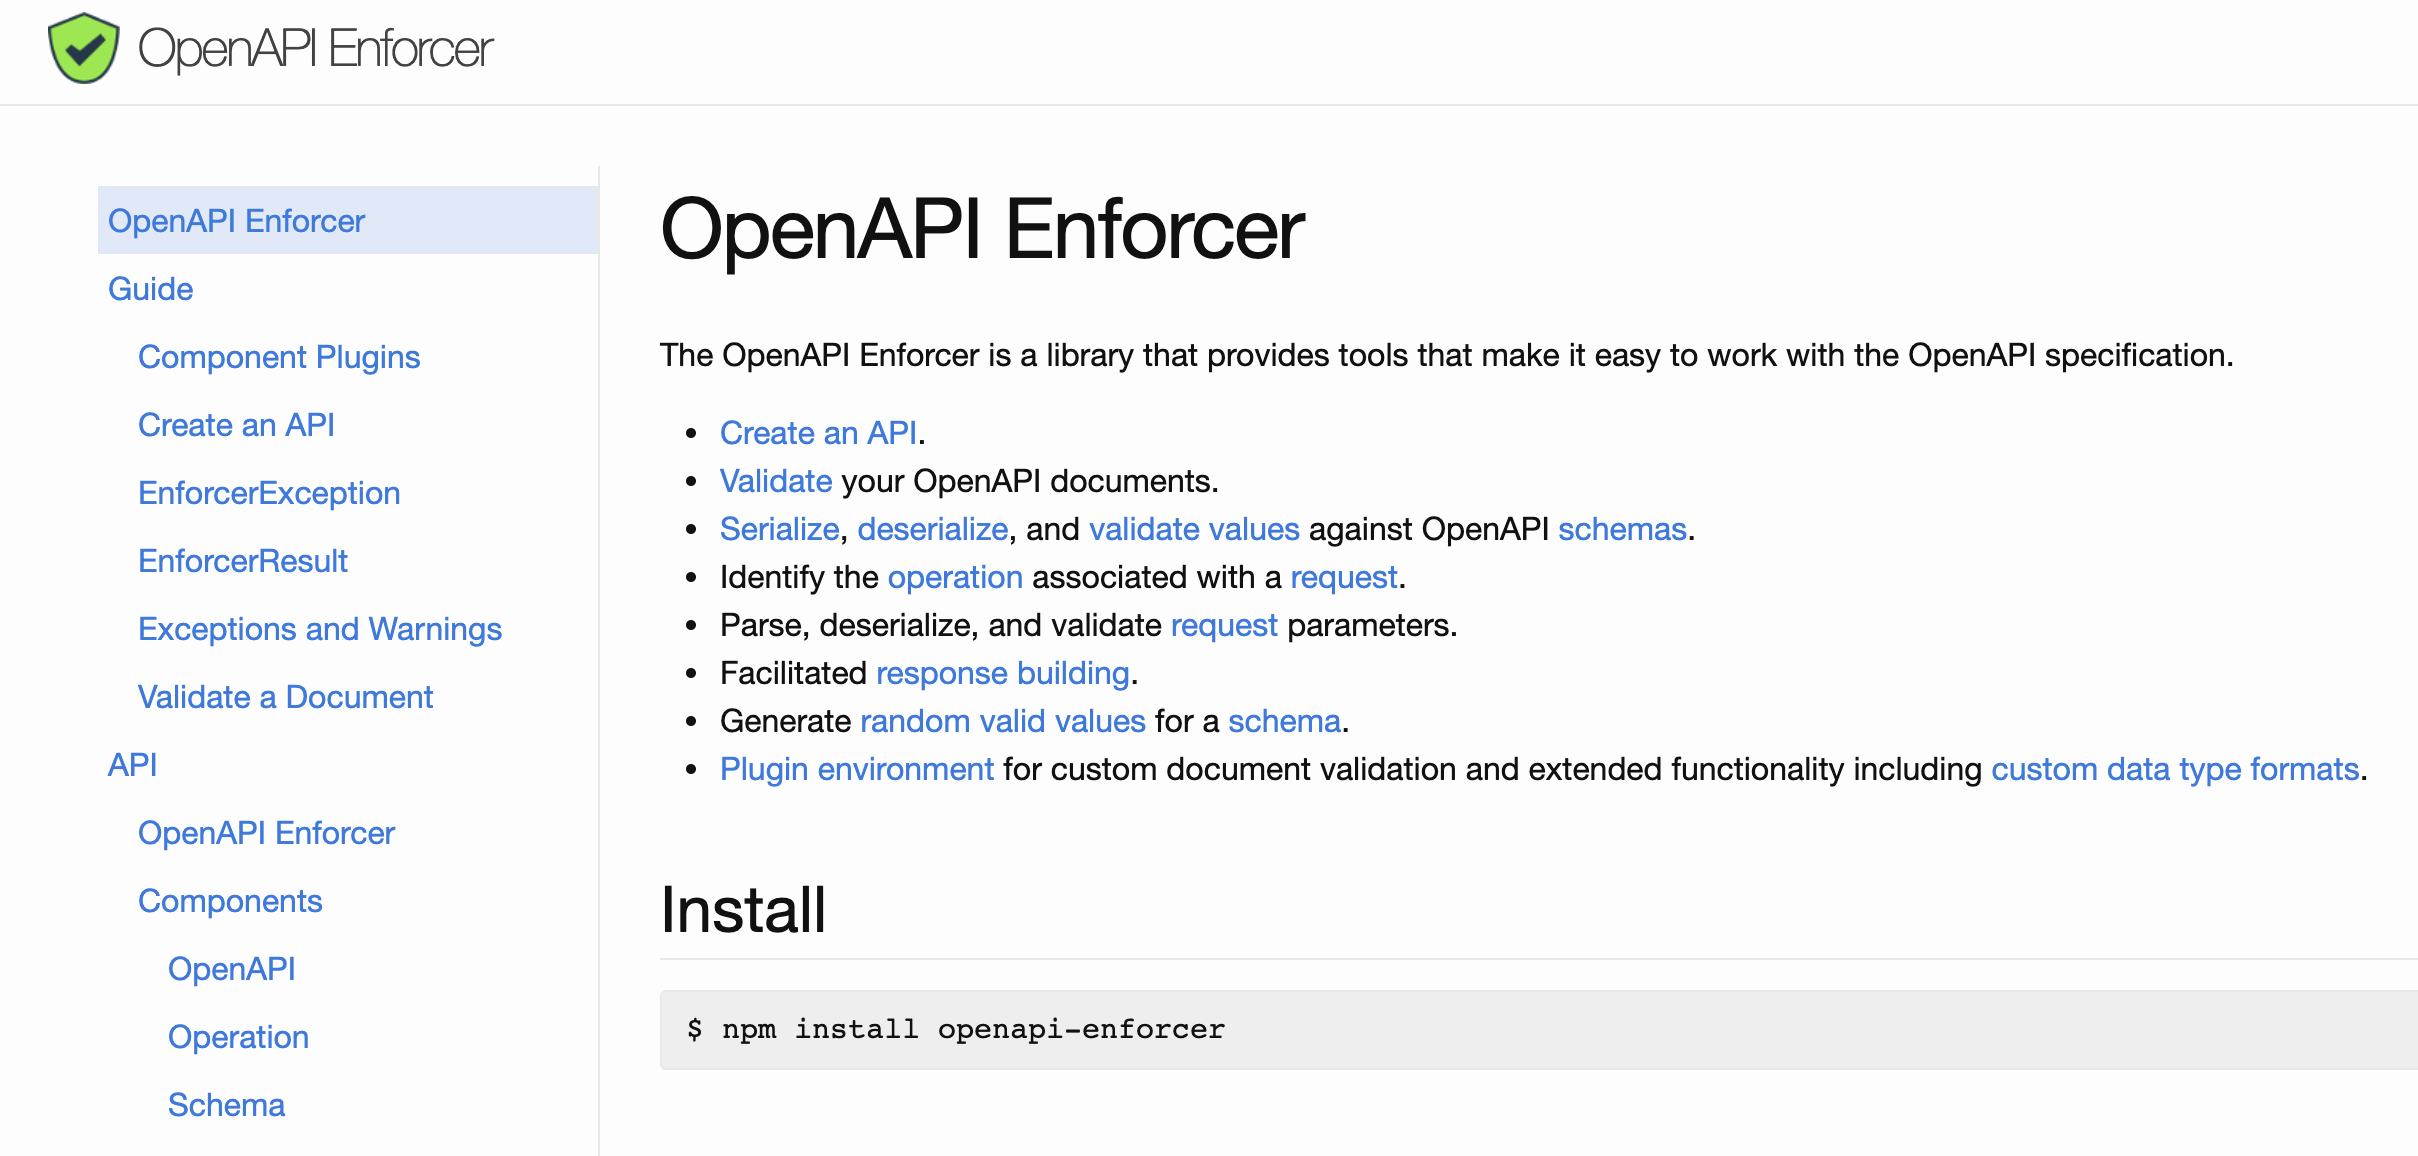 OpenAPI Enforcer
OpenAPI Enforcer
Guide
Component Plugins
Create an API
EnforcerException
EnforcerResult
Exceptions and Warnings
Validate a Document
API
OpenAPI Enforcer
Components
OpenAPI
Operation
Schema
OpenAPI Enforcer
The OpenAPI Enforcer is a library that provides tools that make it easy to work with the OpenAPI specification.
• Create an API.
• Validate your OpenAPI documents.
• Serialize, deserialize, and validate values against OpenAPI schemas.
• Identify the operation associated with a request.
• Parse, deserialize, and validate request parameters.
• Facilitated response building.
• Generate random valid values for a schema.
• Plugin environment for custom document validation and extended functionality including custom data type formats.
Install
$ npm install openapi-enforcer